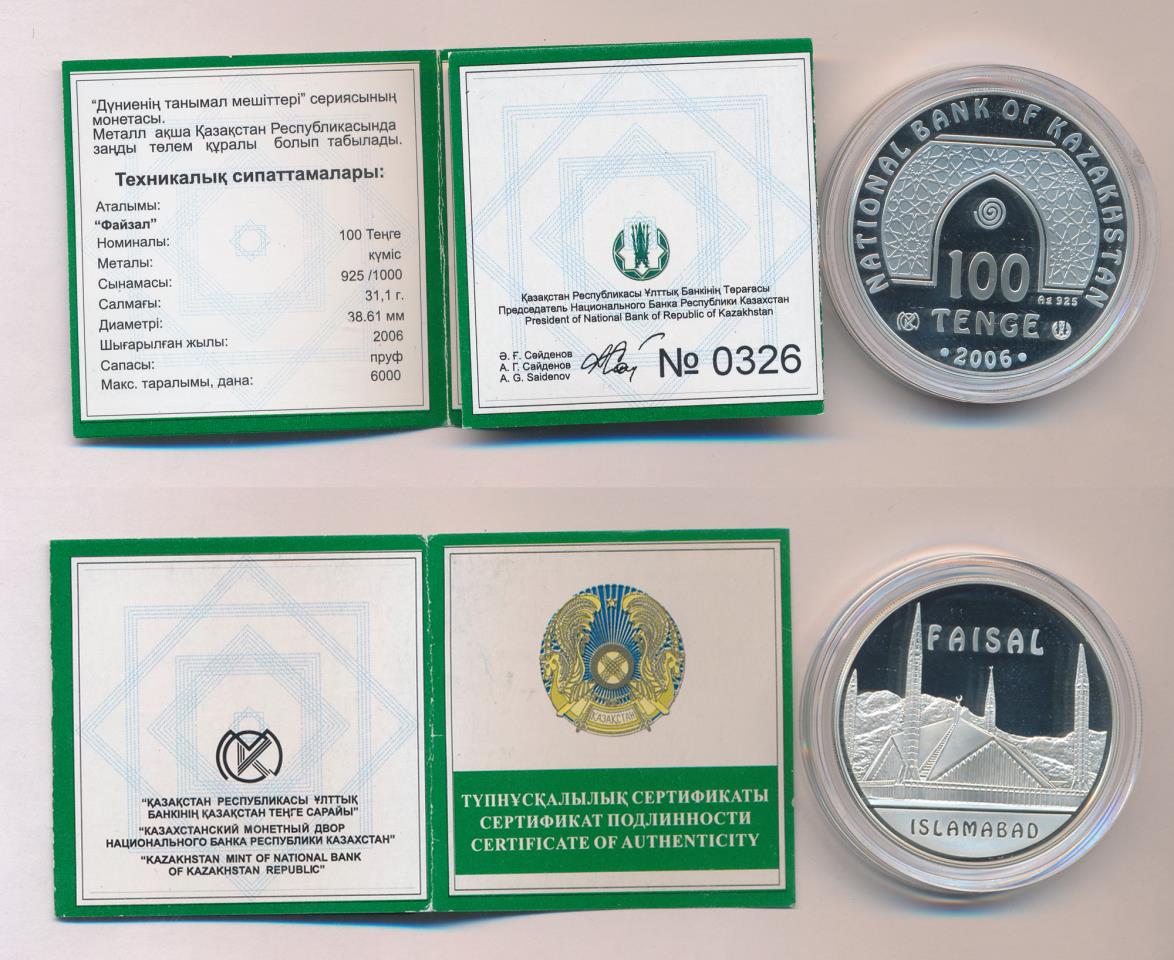 “Дүниенің танымал мешіттері” сериясының
монетасы.
Металл ақша Қазақстан Республикасында
заңды төлем құралы болып табылады.
Техникалық сипаттамалары:
Аталымы:
“Файзал”
Номиналы: 100 Теңге
Металы: күміс
Сынамасы: 925 /1000
Салмағы: 31,1 г.
Диаметрі: 38.61 мм
Шығарылған жылы: 2006
Сапасы: пруф
Макс. таралымы, дана: 6000
Қазақстан Республикасы Ұлттық Банкінің Төрағасы
Председатель Национального Банка Республики Казахстан
President of National Bank of Republic of Kazakhstan
Ә. Ғ. Сәйденов
А. Г. Сайденов
A. G. Saidenov
№ 0326
NATIONAL BANK OF KAZAKHSTAN
100
Ag 925
TENGE
•2006•
“ҚАЗАҚСТАН РЕСПУБЛИКАСЫ ҰЛТТЫҚ
БАНКІНІҢ ҚАЗАҚСТАН ТЕҢГЕ САРАЙЫ”
“КАЗАХСТАНСКИЙ МОНЕТНЫЙ ДВОР
НАЦИОНАЛЬНОГО БАНКА РЕСПУБЛИКИ КАЗАХСТАН”
“KAZAKHSTAN MINT OF NATIONAL BANK
OF KAZAKHSTAN REPUBLIC”
ҚАЗАҚСТАН
ТҮПНҰСҚАЛЫЛЫҚ СЕРТИФИКАТЫ
СЕРТИФИКАТ ПОДЛИННОСТИ
CERTIFICATE OF AUTHENTICITY
FAISAL
ISLAMABAD